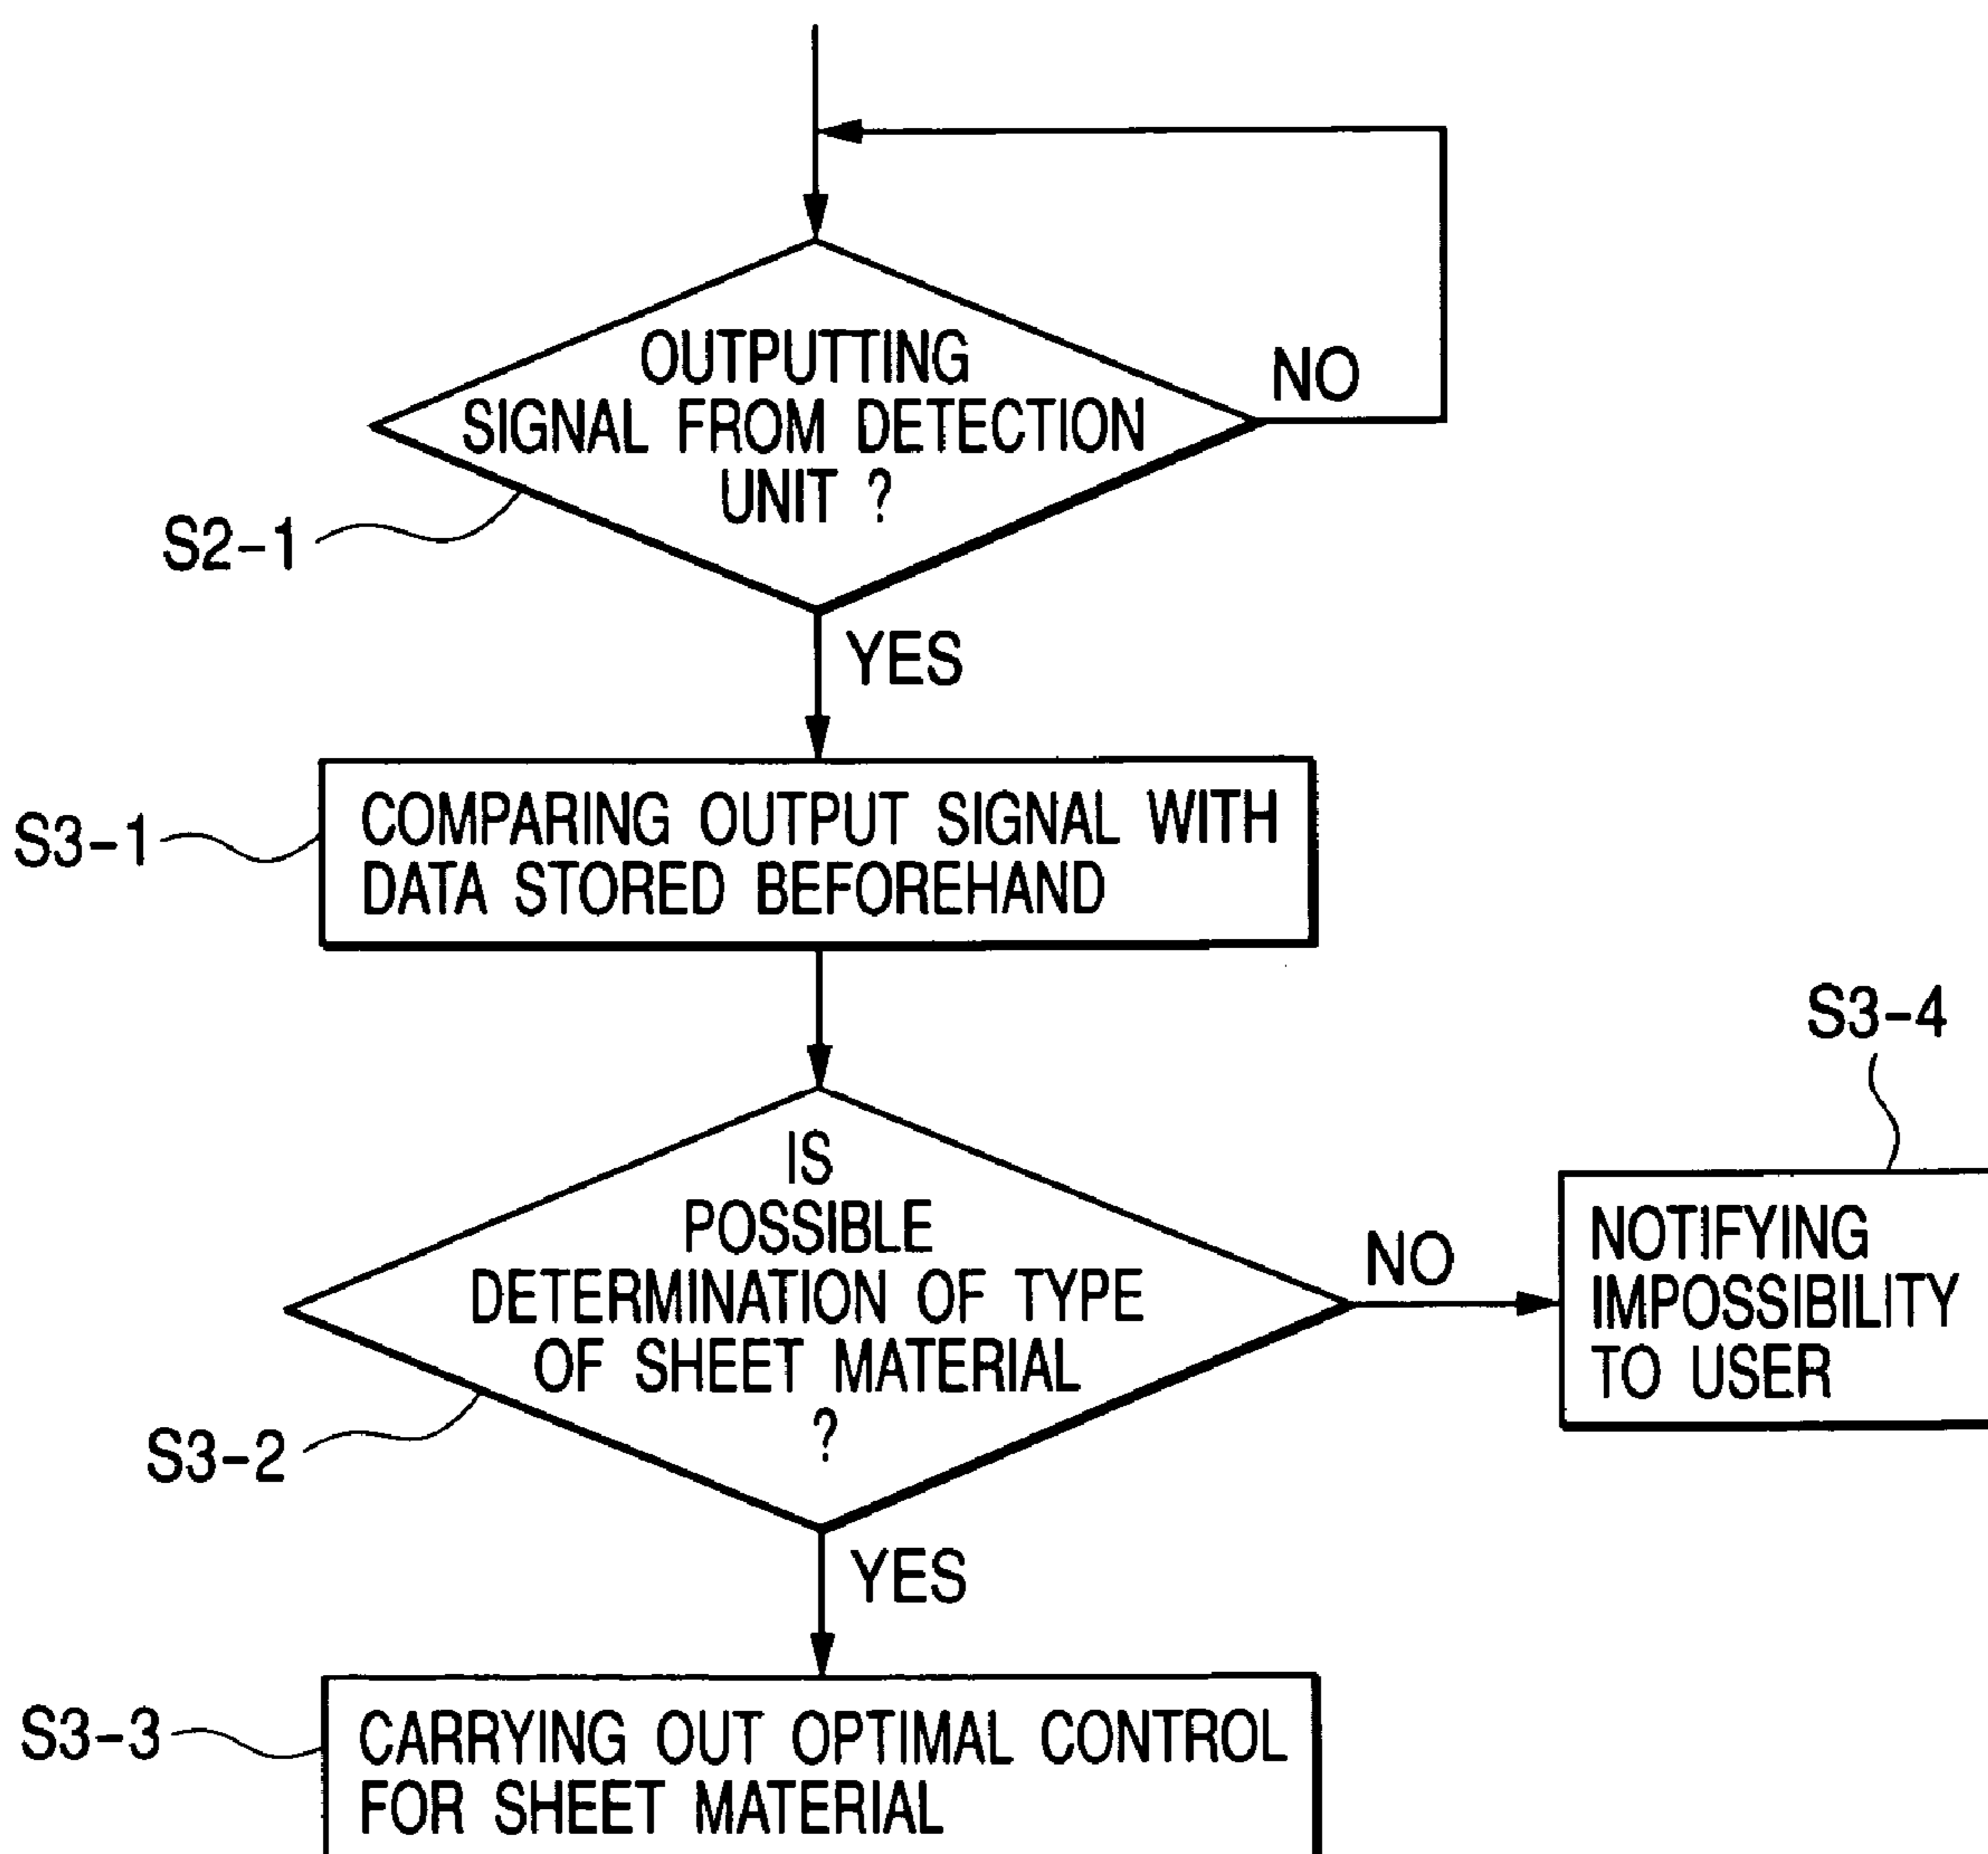 OUTPUTTING
SIGNAL FROM DETECTION
UNIT ?
NO
S2-1
YES
S3-1
COMPARING OUTPUT SIGNAL WITH
DATA STORED BEFOREHAND
S3-4
IS
POSSIBLE
DETERMINATION OF TYPE
OF SHEET MATERIAL
?
NO
NOTIFYING
IMPOSSIBILITY
TO USER
S3-2
YES
S3-3
CARRYING OUT OPTIMAL CONTROL
FOR SHEET MATERIAL